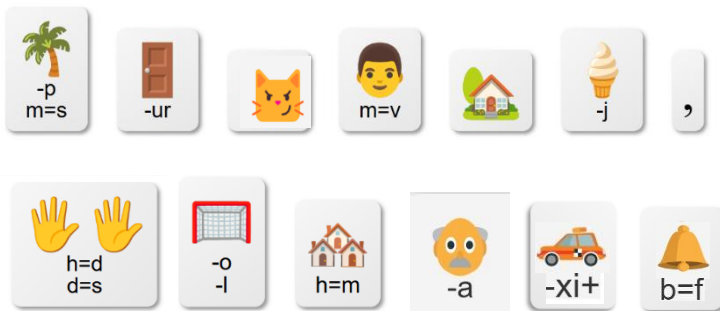 -p
m=s
-ur
m=v
-j
,
h=d
d=s
-o
-l
h=m
-a
-xi+
b=f